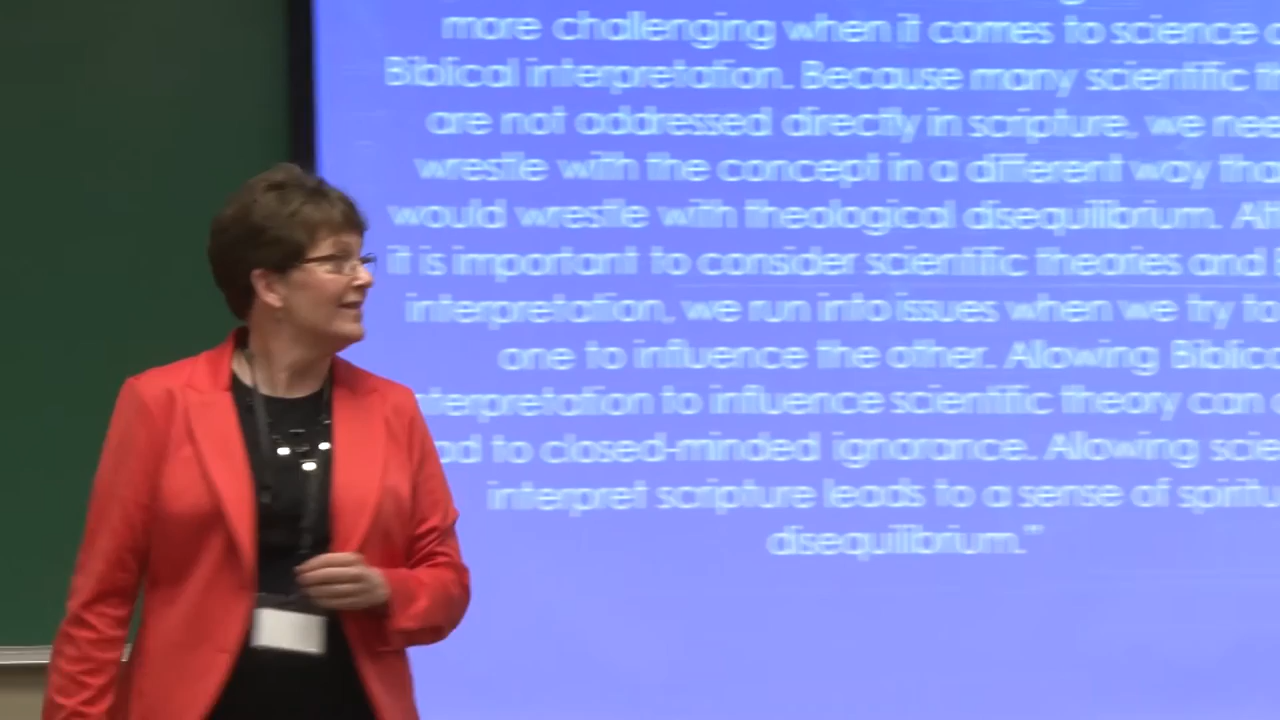 more challenging when it comes to science
Biblical interpretation. Because many scientific
are not addressed directly in scripture, we
wrestle with the concept in a different way
would wrestle with theological disequilibrium.
it is important to consider scientific theories and
interpretation, we run into issues when we try to
one to influence the other. Allowing
to influence scientific theory can
to closed-minded ignorance. Allowing
interpret scripture leads to a sense of
disequilibrium."